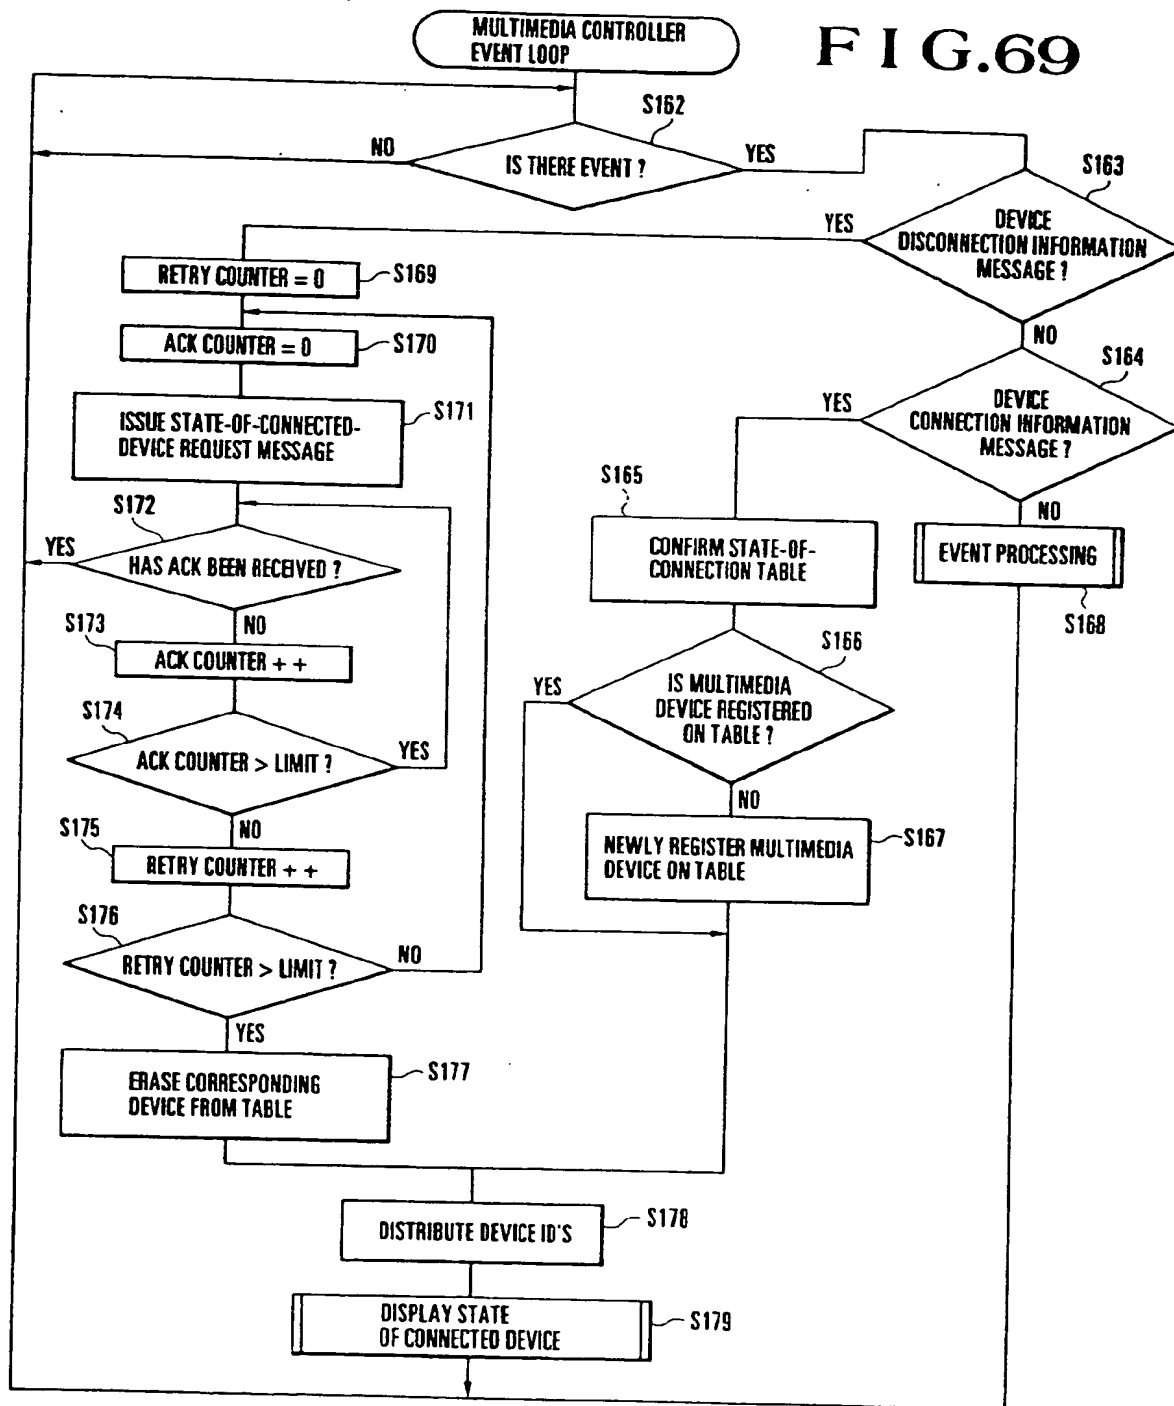 MULTIMEDIA CONTROLLER
EVENT LOOP
F I G.69
S162
NO
IS THERE EVENT ?
YES
S163
YES
DEVICE
DISCONNECTION INFORMATION
MESSAGE ?
RETRY COUNTER = 0
S169
NO
ACK COUNTER = 0
S170
S164
YES
DEVICE
CONNECTION INFORMATION
MESSAGE ?
ISSUE STATE-OF-CONNECTED-
DEVICE REQUEST MESSAGE
S171
S165
NO
S172
YES
HAS ACK BEEN RECEIVED ?
CONFIRM STATE-OF-
CONNECTION TABLE
EVENT PROCESSING
S168
NO
S173
ACK COUNTER + +
S166
YES
IS MULTIMEDIA
DEVICE REGISTERED
ON TABLE ?
S174
ACK COUNTER > LIMIT ?
YES
NO
NO
S175
RETRY COUNTER + +
NEWLY REGISTER MULTIMEDIA
DEVICE ON TABLE
S167
S176
RETRY COUNTER > LIMIT ?
NO
YES
ERASE CORRESPONDING
DEVICE FROM TABLE
S177
DISTRIBUTE DEVICE ID'S
S178
DISPLAY STATE
OF CONNECTED DEVICE
S179